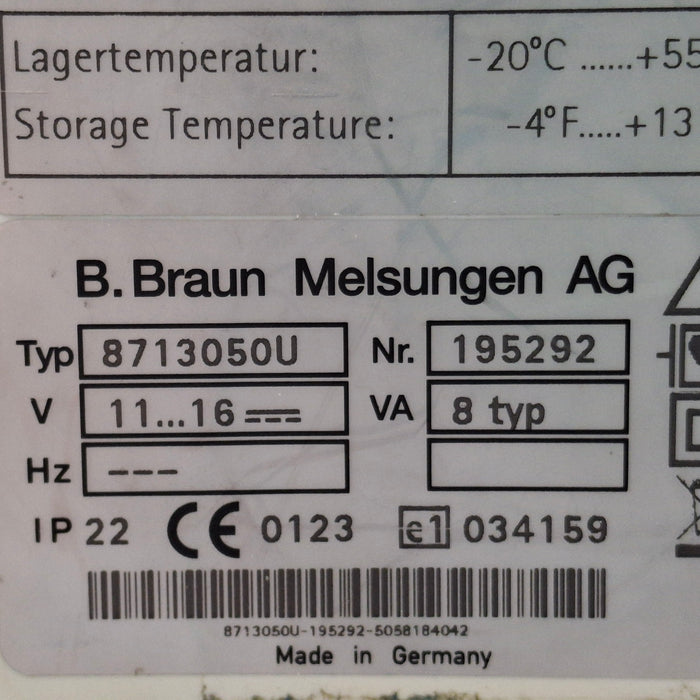 Lagertemperatur: -20°C ......+55
Storage Temperature: -4°F.....+13
B. Braun Melsungen AG
Typ 8713050U Nr. 195292
V 11...16 ⎓ VA 8 typ
Hz ---
IP 22 CE 0123 e1 034159
8713050U-195292-5058184042
Made in Germany